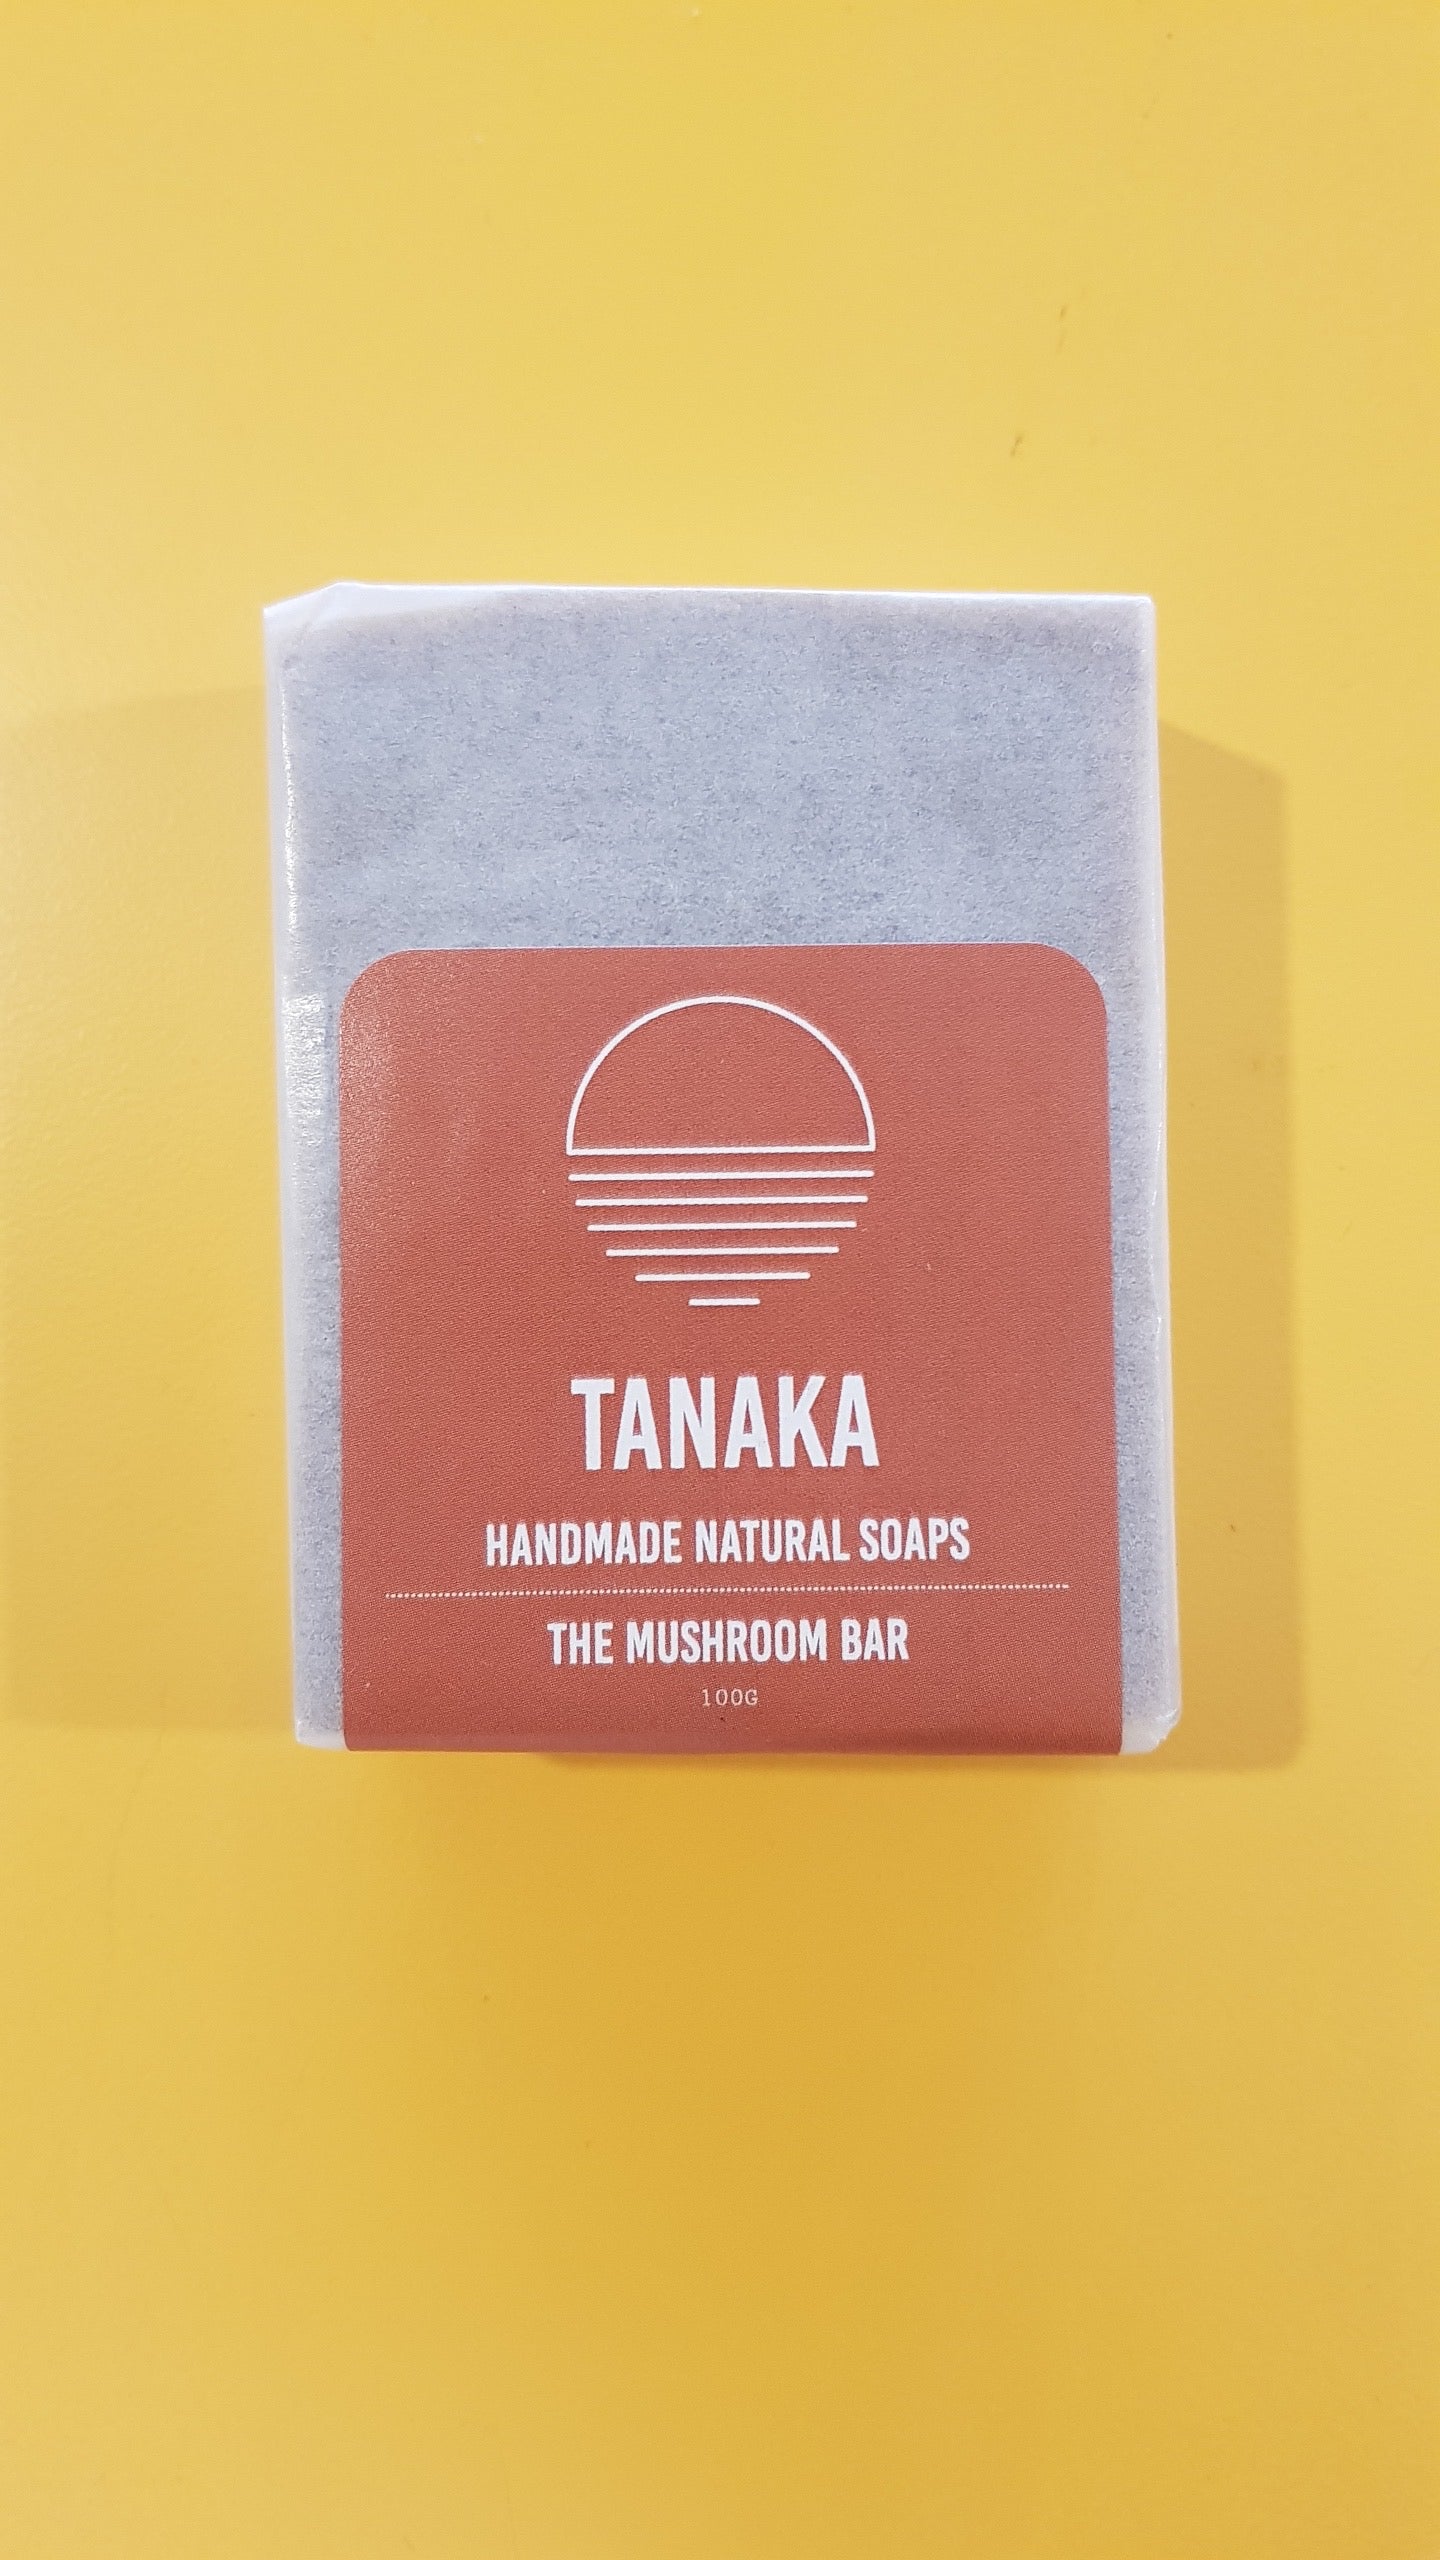 TANAKA
HANDMADE NATURAL SOAPS
THE MUSHROOM BAR
100G